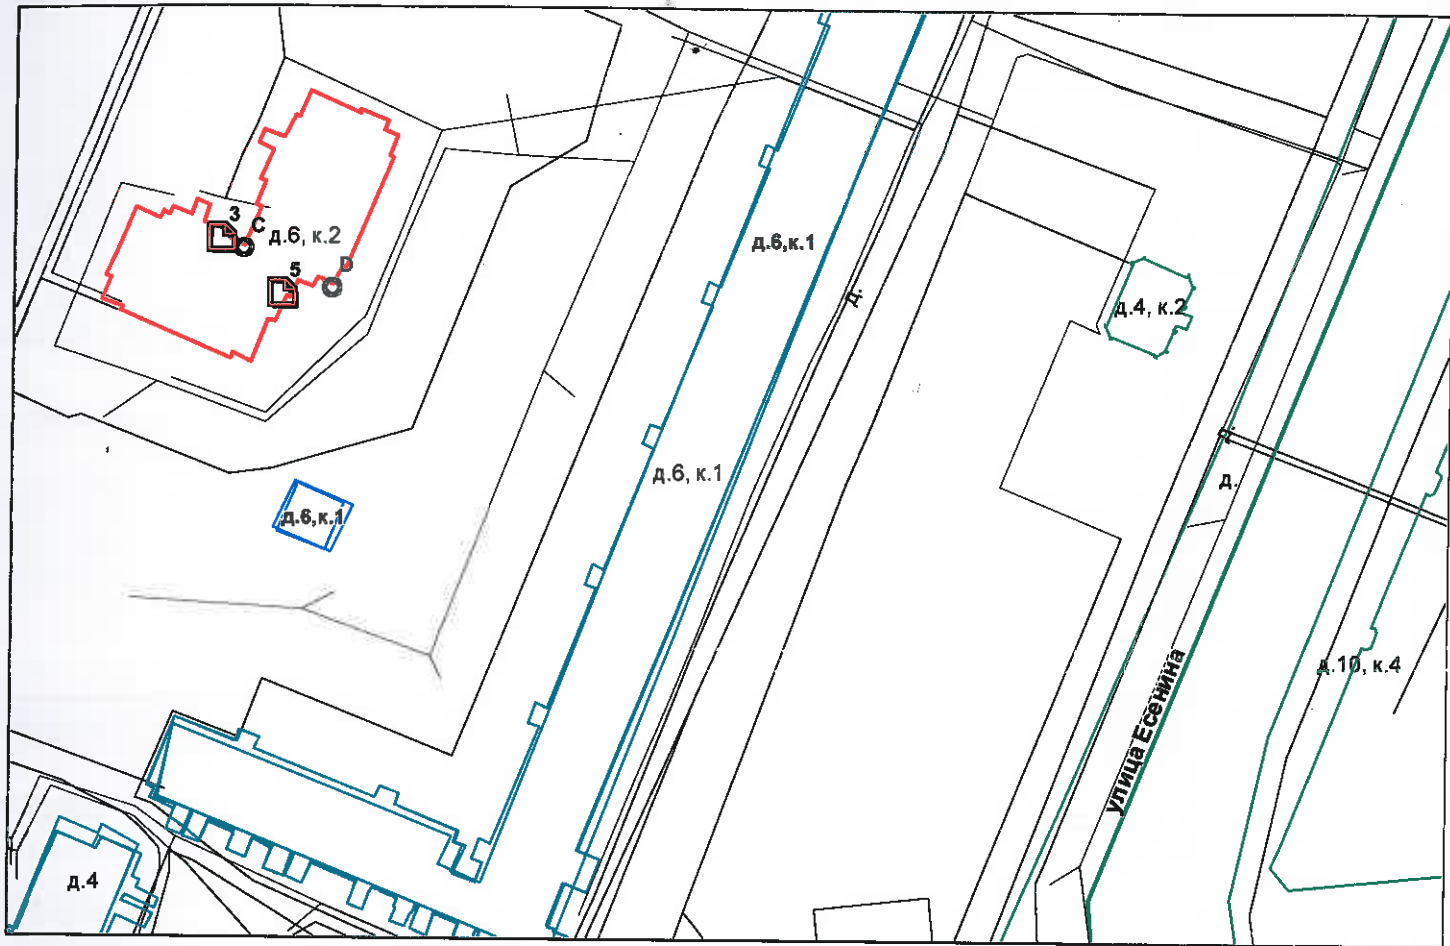 3
C
д.6, к.2
5
D
д.6,к.1
д.
д.4, к.2
д.
д.6, к.1
д.
д.6,к.1
д.10, к.4
улица Есенина
д.4